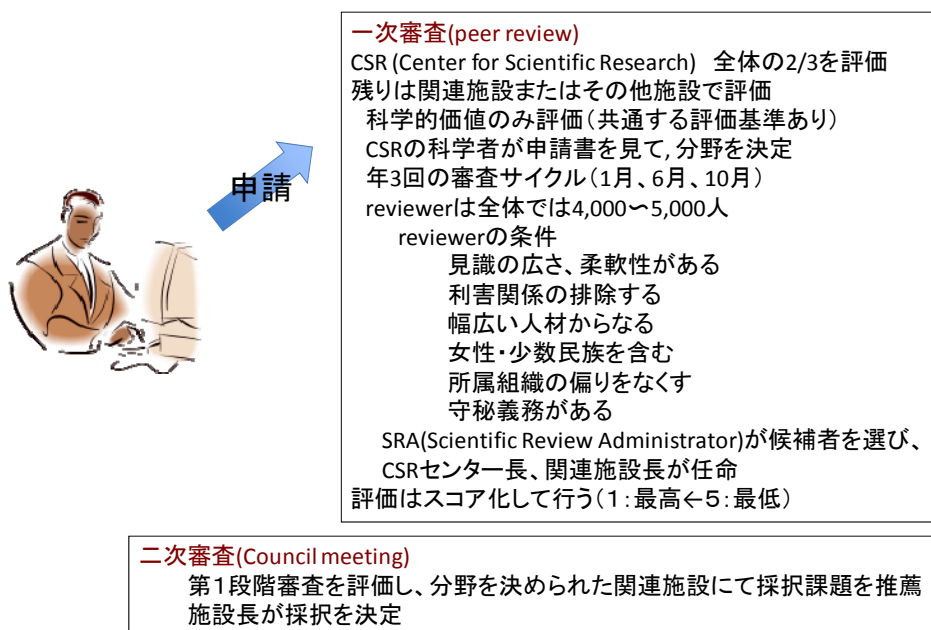 一次審査(peer review)
CSR (Center for Scientific Research) 全体の2/3を評価
残りは関連施設またはその他施設で評価
科学的価値のみ評価(共通する評価基準あり)
CSRの科学者が申請書を見て, 分野を決定
年3回の審査サイクル(1月、6月、10月)
reviewerは全体では4,000〜5,000人
reviewerの条件
見識の広さ、柔軟性がある
利害関係の排除する
幅広い人材からなる
女性・少数民族を含む
所属組織の偏りをなくす
守秘義務がある
SRA(Scientific Review Administrator)が候補者を選び、
CSRセンター長、関連施設長が任命
評価はスコア化して行う(1:最高←5:最低)
申請
二次審査(Council meeting)
第1段階審査を評価し、分野を決められた関連施設にて採択課題を推薦
施設長が採択を決定